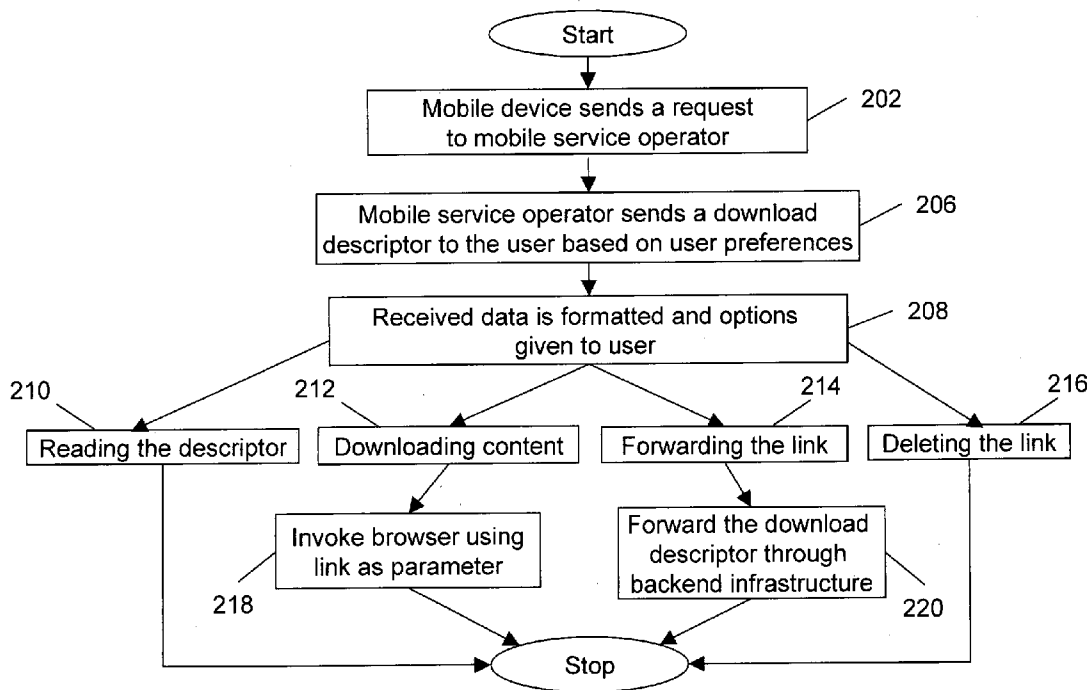 Start
Mobile device sends a request
to mobile service operator
202
Mobile service operator sends a download
descriptor to the user based on user preferences
206
Received data is formatted and options
given to user
208
210
212
214
216
Reading the descriptor
Downloading content
Forwarding the link
Deleting the link
Invoke browser using
link as parameter
218
Forward the download
descriptor through
backend infrastructure
220
Stop